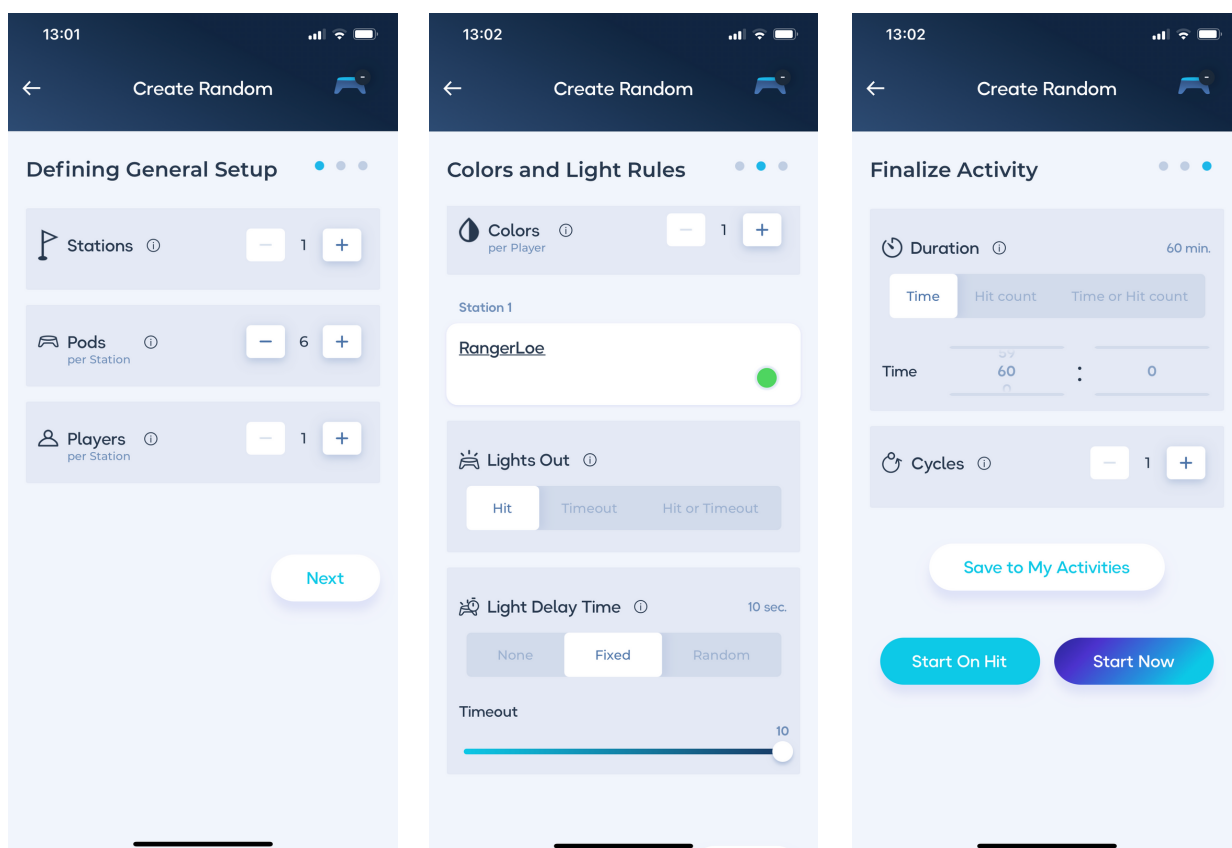 13:01
Create Random
Defining General Setup
Stations
1
Pods
per Station
6
Players
per Station
1
Next
13:02
Create Random
Colors and Light Rules
Colors
per Player
1
Station 1
RangerLoe
Lights Out
Hit Timeout Hit or Timeout
Light Delay Time 10 sec.
None Fixed Random
Timeout
10
13:02
Create Random
Finalize Activity
Duration 60 min.
Time Hit count Time or Hit count
59
Time 60 : 0
0
Cycles 1
Save to My Activities
Start On Hit Start Now